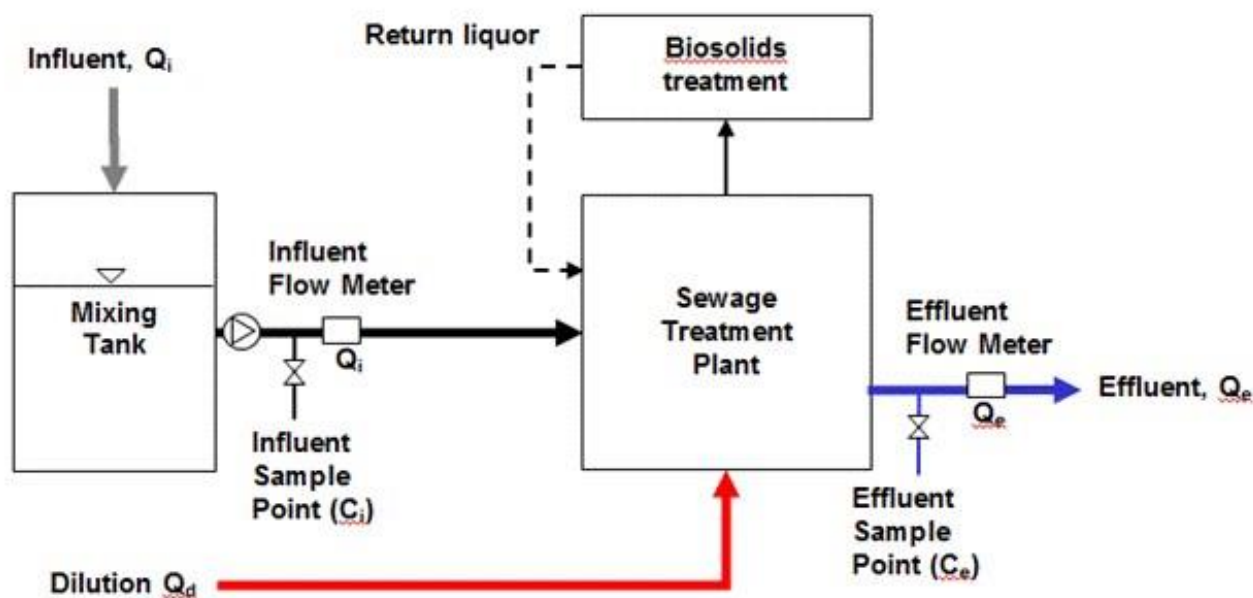 Influent, Qi
Return liquor
Biosolids
treatment
Mixing
Tank
Influent
Flow Meter
Qi
Influent
Sample
Point (Ci)
Sewage
Treatment
Plant
Effluent
Flow Meter
Qe
Effluent, Qe
Effluent
Sample
Point (Ce)
Dilution Qd